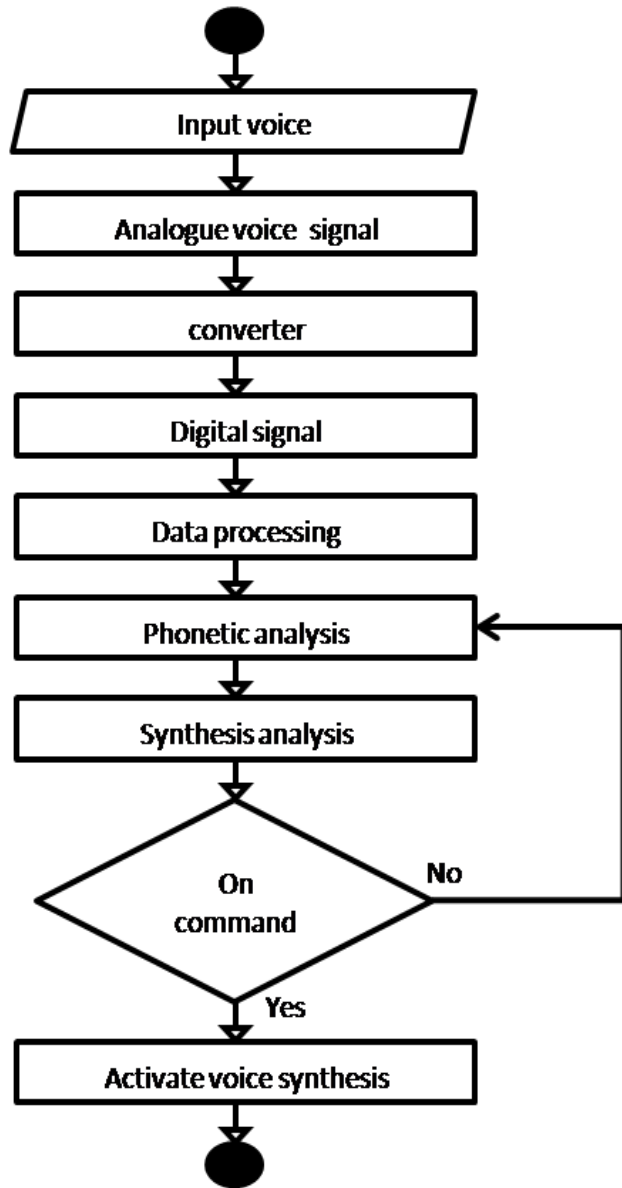 Input voice
Analogue voice signal
converter
Digital signal
Data processing
Phonetic analysis
Synthesis analysis
On
command
No
Yes
Activate voice synthesis